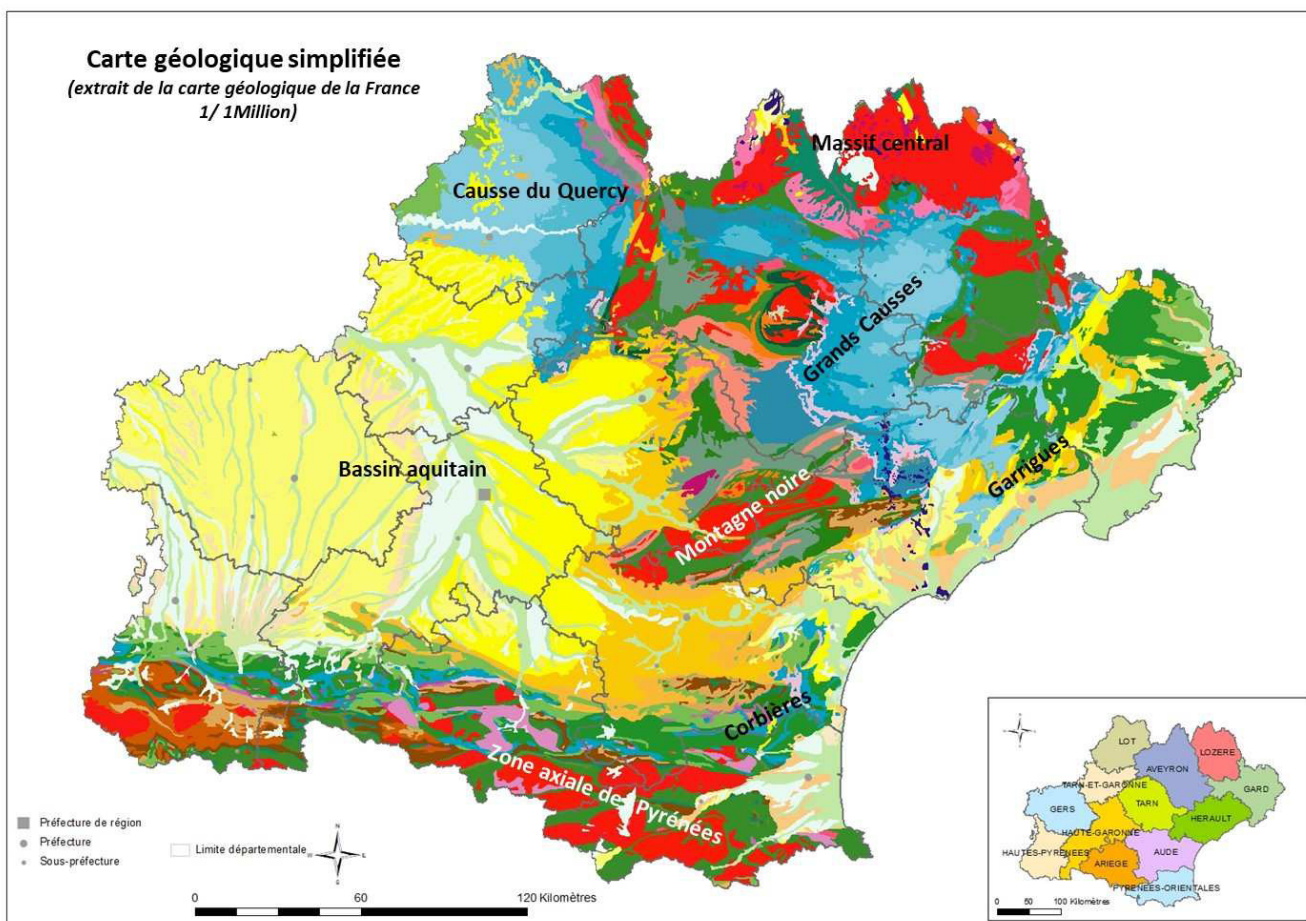 Carte géologique simplifiée
(extrait de la carte géologique de la France
1/ 1Million)
Massif central
Causse du Quercy
Grands Causses
Bassin aquitain
Garrigues
Montagne noire
Corbières
Zone axiale des Pyrénées
Préfecture de région
Préfecture
Sous-préfecture
Limite départementale
N
S
0 60 120 Kilomètres
LOT
LOZERE
AVEYRON
TARN-ET-GARONNE
GARD
GERS
TARN
HERAULT
HAUTE-GARONNE
HAUTES-PYRENEES
AUDE
ARIEGE
PYRENEES-ORIENTALES
0 50 100 Kilomètres